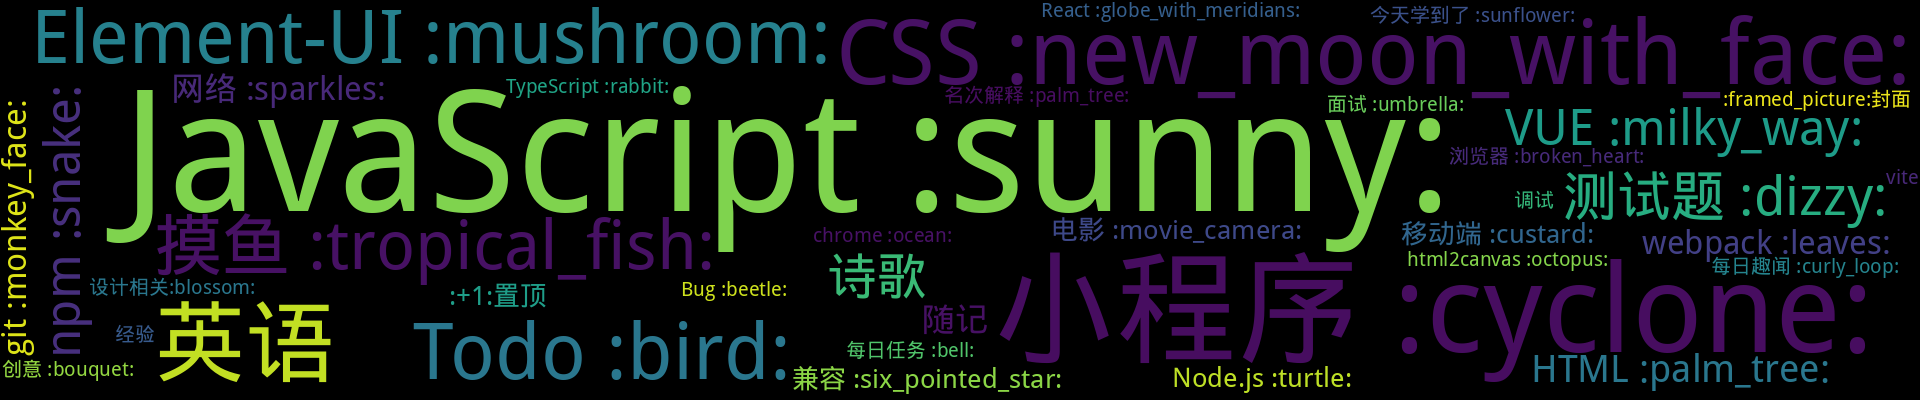 Element-UI :mushroom:
CSS :new_moon_with_face:
React :globe_with_meridians:
今天学到了 :sunflower:
网络 :sparkles:
TypeScript :rabbit:
名次解释 :palm_tree:
面试 :umbrella:
:framed_picture:封面
JavaScript :sunny:
VUE :milky_way:
浏览器 :broken_heart:
git :monkey_face:
npm :snake:
测试题 :dizzy:
vite
调试
摸鱼 :tropical_fish:
chrome :ocean:
电影 :movie_camera:
移动端 :custard:
webpack :leaves:
html2canvas :octopus:
每日趣闻 :curly_loop:
设计相关:blossom:
:+1:置顶
Bug :beetle:
诗歌
小程序 :cyclone:
随记
经验
英语
Todo :bird:
每日任务 :bell:
创意 :bouquet:
兼容 :six_pointed_star:
Node.js :turtle:
HTML :palm_tree: